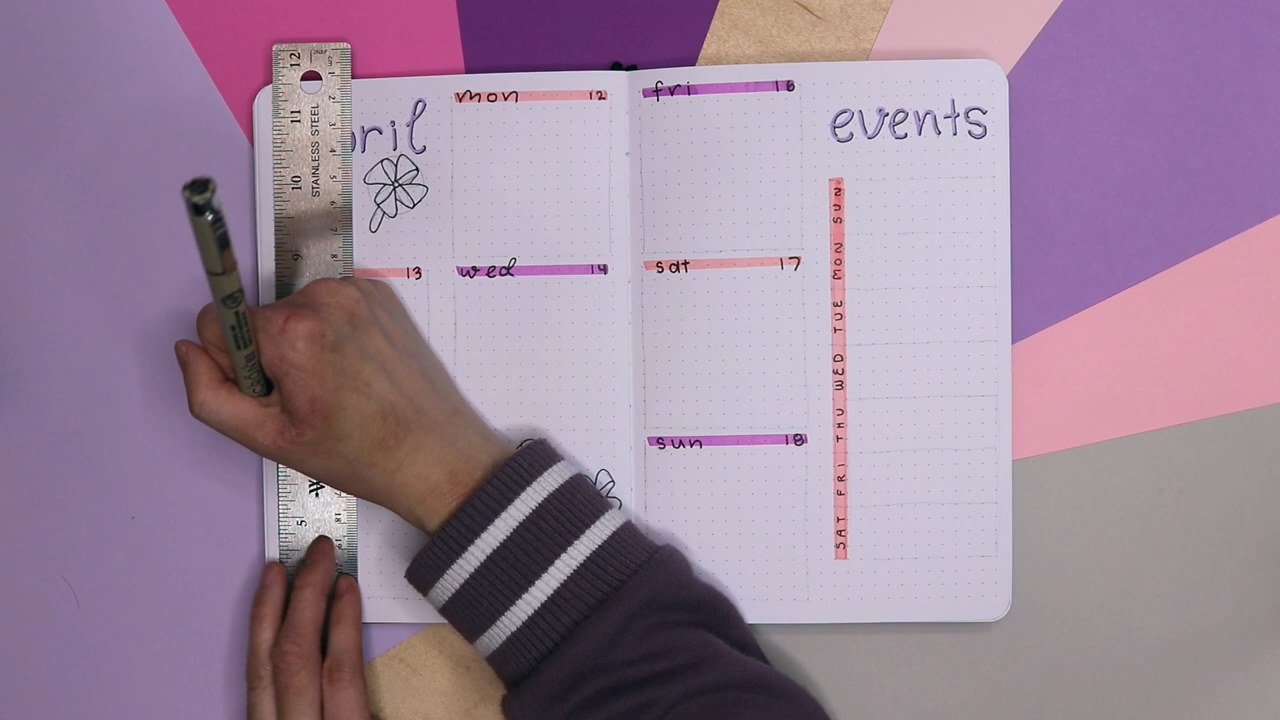 ril
mon 12
13
wed 14
fri 16
sat 17
sun 18
events
SAT FRI THU WED TUE MON SUN
STAINLESS STEEL
12
11
10
9
5